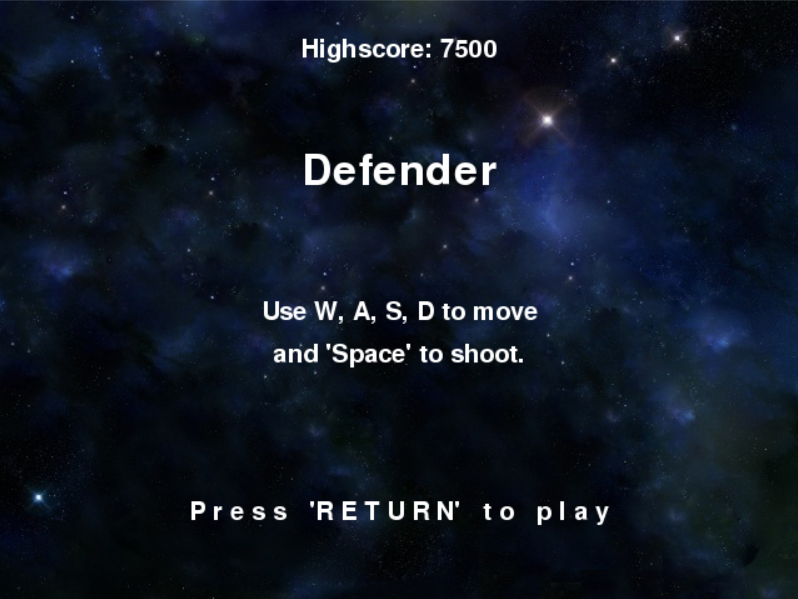 Highscore: 7500
Defender
Use W, A, S, D to move
and 'Space' to shoot.
Press 'RETURN' to play